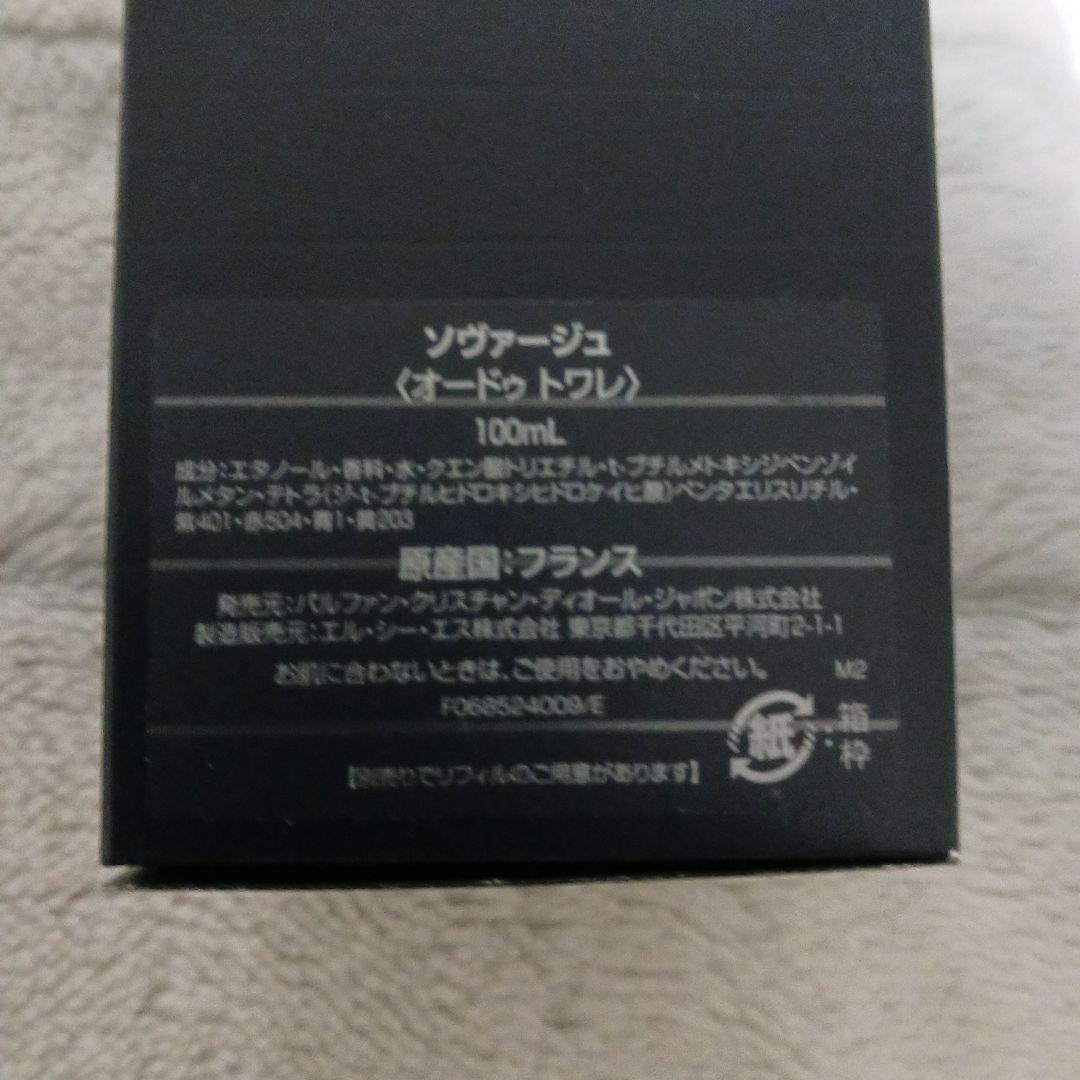 ソヴァージュ
〈オードゥ トワレ〉
100mL
成分:エタノール・香料・水・クエン酸トリエチル・t-ブチルメトキシジベンゾイ
ルメタン・テトラ(ジ-t-ブチルヒドロキシヒドロケイヒ酸)ペンタエリスリチル・
紫401・赤504・青1・黄203
原産国:フランス
発売元:パルファン・クリスチャン・ディオール・ジャポン株式会社
製造販売元:エル・シー・エス株式会社 東京都千代田区平河町2-1-1
お肌に合わないときは、ご使用をおやめください。 M2
F068524009/E
紙:箱
枠
【別売りでリフィルのご用意があります】